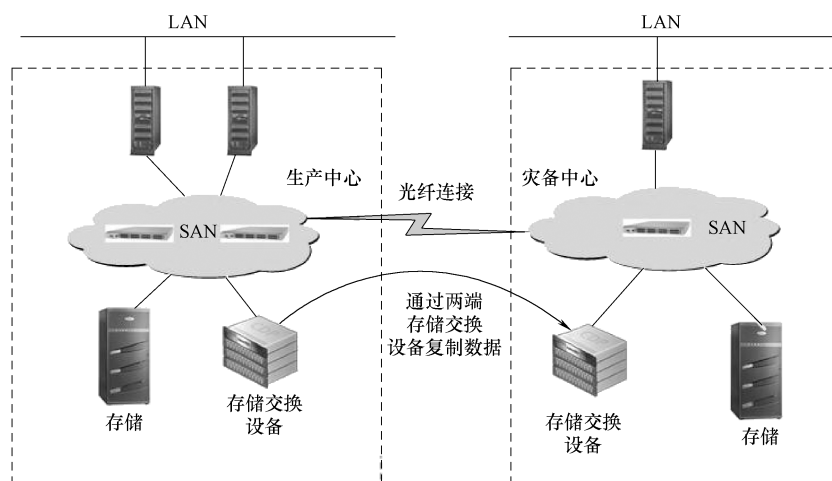 LAN
LAN
生产中心
光纤连接
灾备中心
SAN
SAN
通过两端
存储交换
设备复制数据
存储
存储交换
设备
存储交换
设备
存储